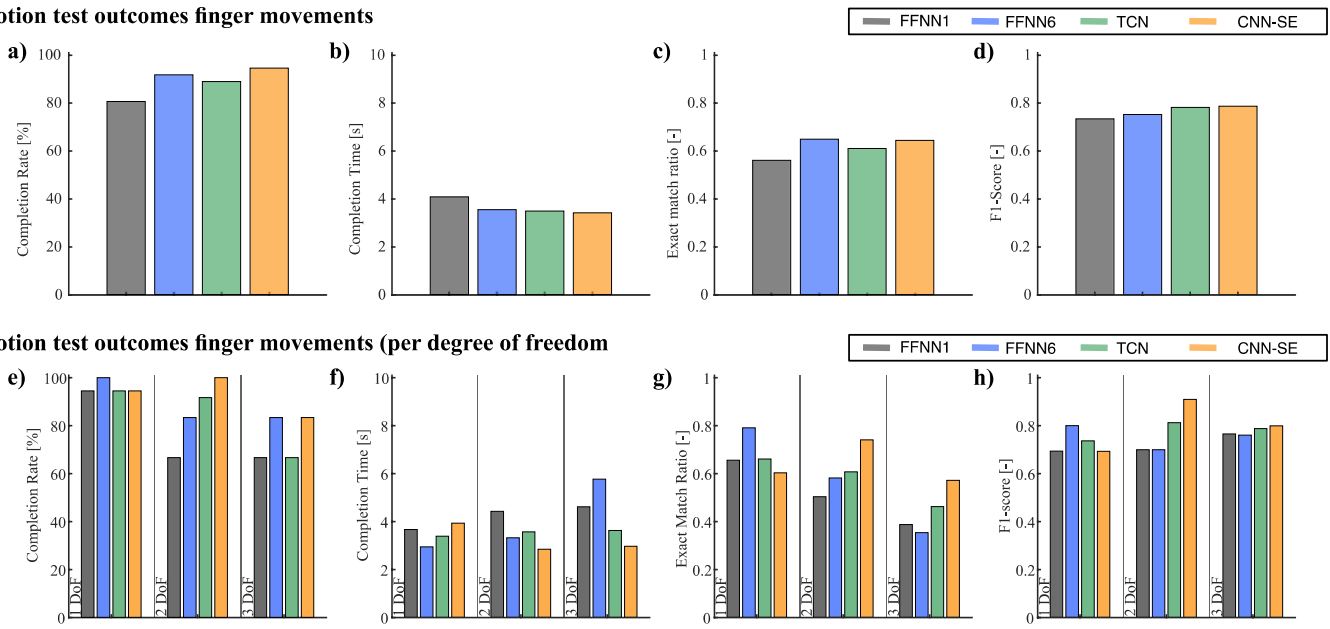 otion test outcomes finger movements
FFNN1 FFNN6 TCN CNN-SE
a) b) c) d)
Completion Rate [%]
100
80
60
40
20
0
Completion Time [s]
10
8
6
4
2
0
Exact match ratio [-]
1
0.8
0.6
0.4
0.2
0
F1-Score [-]
1
0.8
0.6
0.4
0.2
0
otion test outcomes finger movements (per degree of freedom
FFNN1 FFNN6 TCN CNN-SE
e) f) g) h)
Completion Rate [%]
100
80
60
40
20
0
1 DoF
2 DoF
3 DoF
Completion Time [s]
10
8
6
4
2
0
1 DoF
2 DoF
3 DoF
Exact Match Ratio [-]
1
0.8
0.6
0.4
0.2
0
1 DoF
2 DoF
3 DoF
F1-score [-]
1
0.8
0.6
0.4
0.2
0
1 DoF
2 DoF
3 DoF